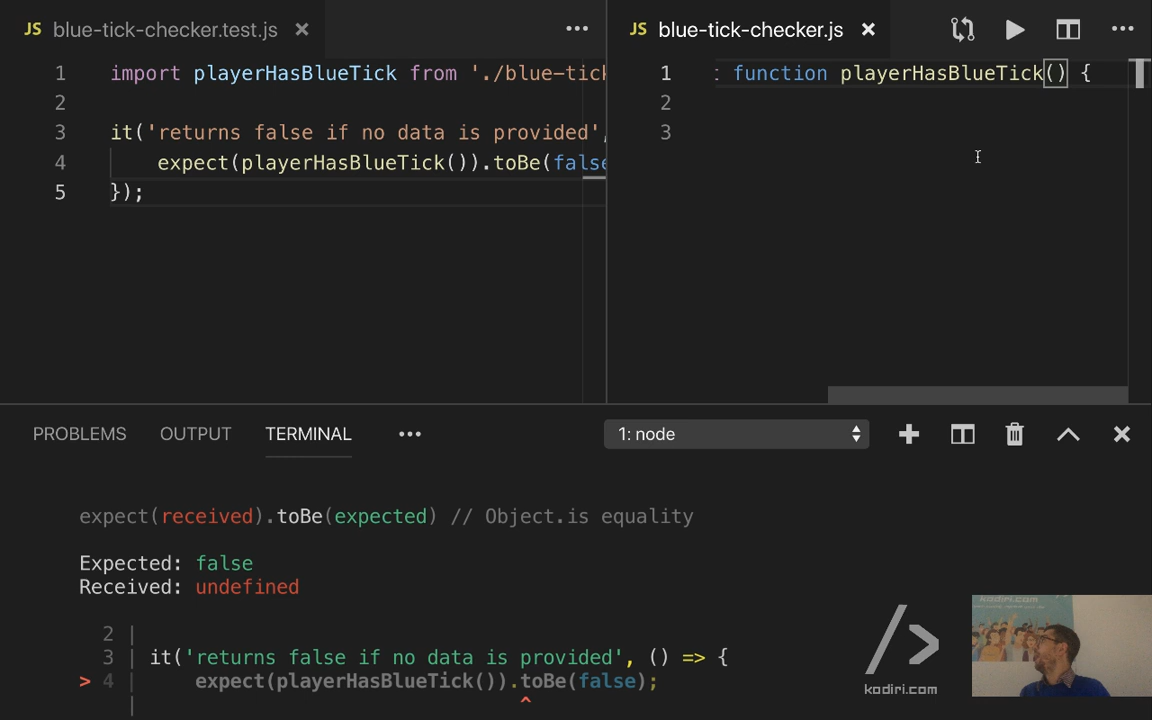 JS blue-tick-checker.test.js
1 import playerHasBlueTick from './blue-tick
2
3 it('returns false if no data is provided',
4 expect(playerHasBlueTick()).toBe(false
5 });
JS blue-tick-checker.js
1 : function playerHasBlueTick() {
2
3
PROBLEMS OUTPUT TERMINAL
1: node
expect(received).toBe(expected) // Object.is equality
Expected: false
Received: undefined
2 |
3 | it('returns false if no data is provided', () => {
> 4 | expect(playerHasBlueTick()).toBe(false);
| ^
/>
kodiri.com
kodiri.com